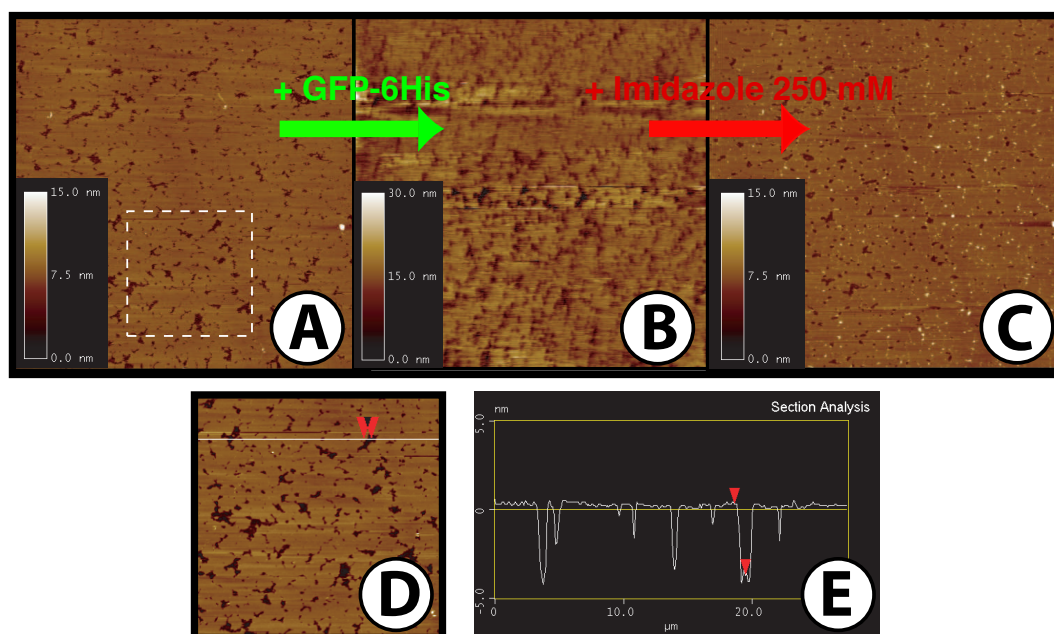 + GFP-6His
+ Imidazole 250 mM
15.0 nm
7.5 nm
0.0 nm
A
30.0 nm
15.0 nm
0.0 nm
B
15.0 nm
7.5 nm
0.0 nm
C
D
nm
Section Analysis
5.0
0
-5.0
0
10.0
20.0
µm
E